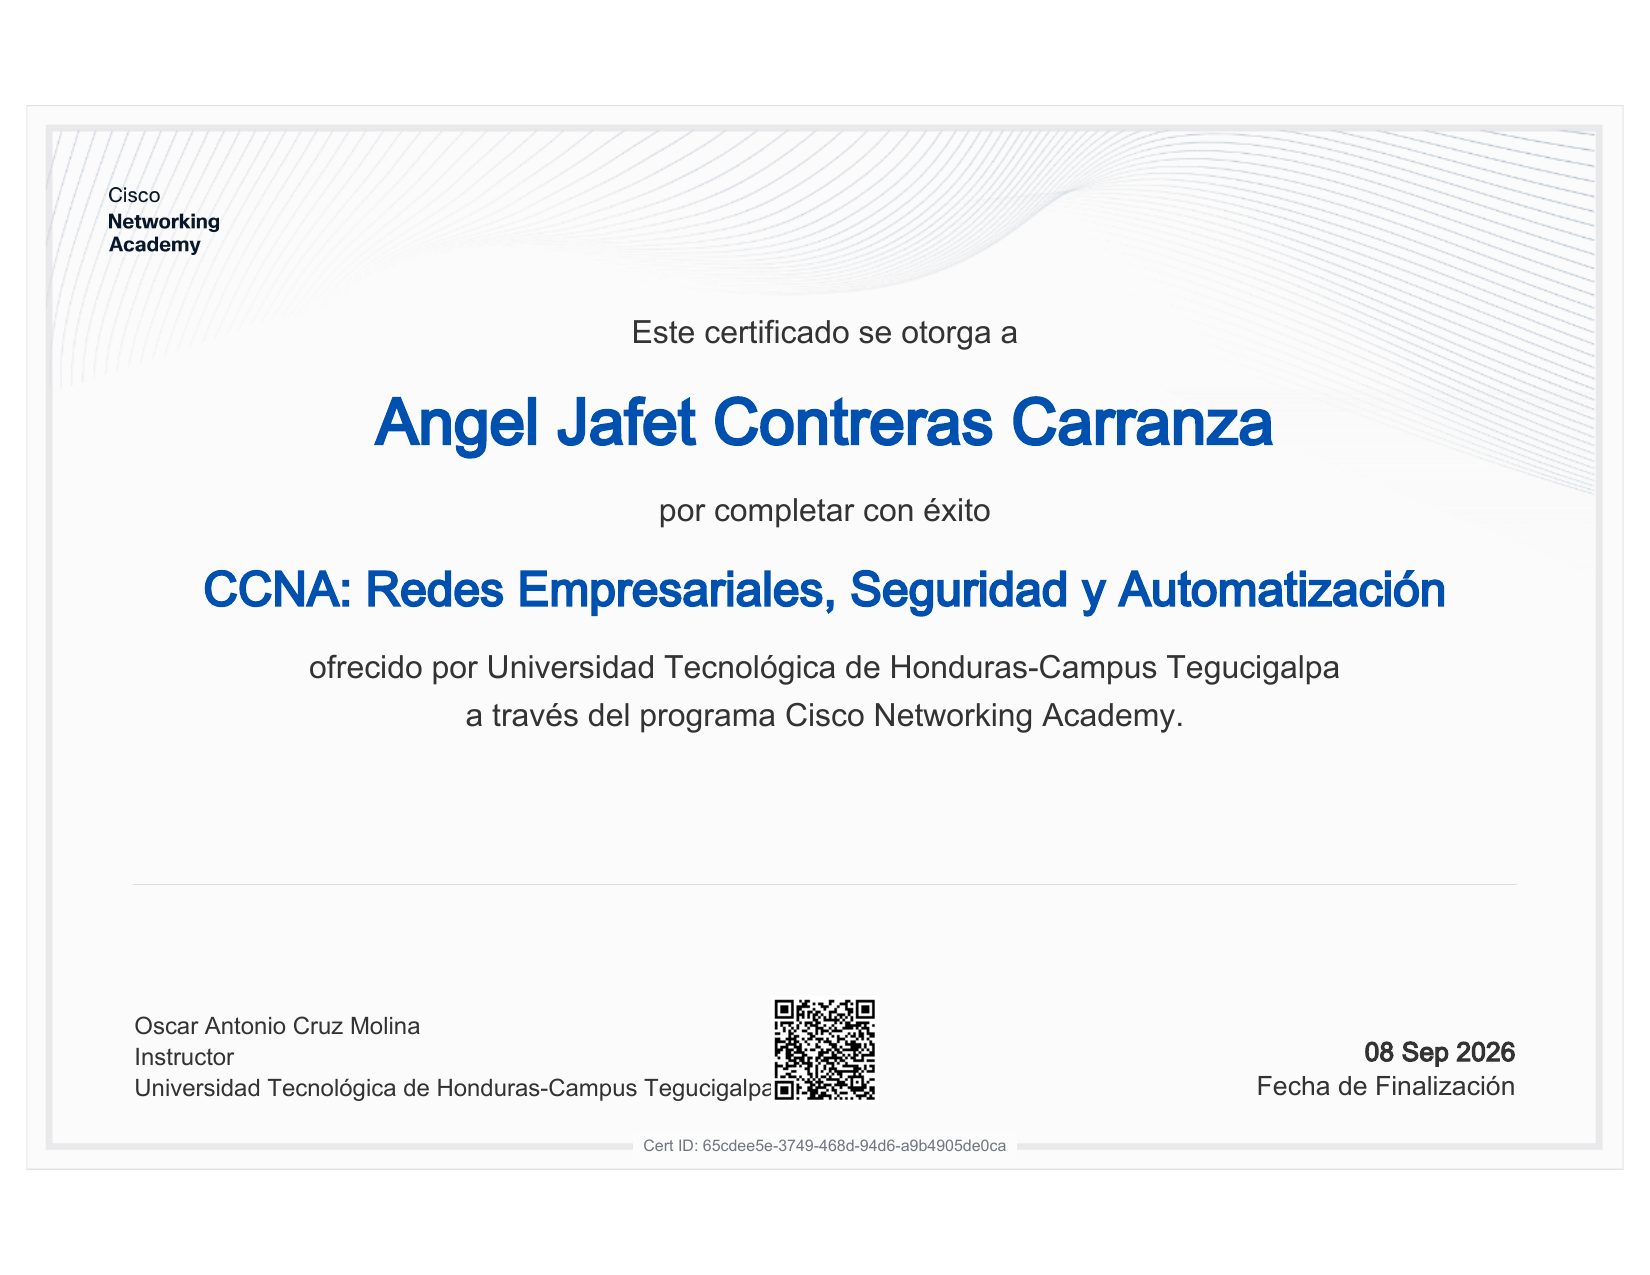 Cisco
Networking
Academy
Este certificado se otorga a
Angel Jafet Contreras Carranza
por completar con éxito
CCNA: Redes Empresariales, Seguridad y Automatización
ofrecido por Universidad Tecnológica de Honduras-Campus Tegucigalpa
a través del programa Cisco Networking Academy.
Oscar Antonio Cruz Molina
Instructor
Universidad Tecnológica de Honduras-Campus Tegucigalpa
08 Sep 2026
Fecha de Finalización
Cert ID: 65cdee5e-3749-468d-94d6-a9b4905de0ca